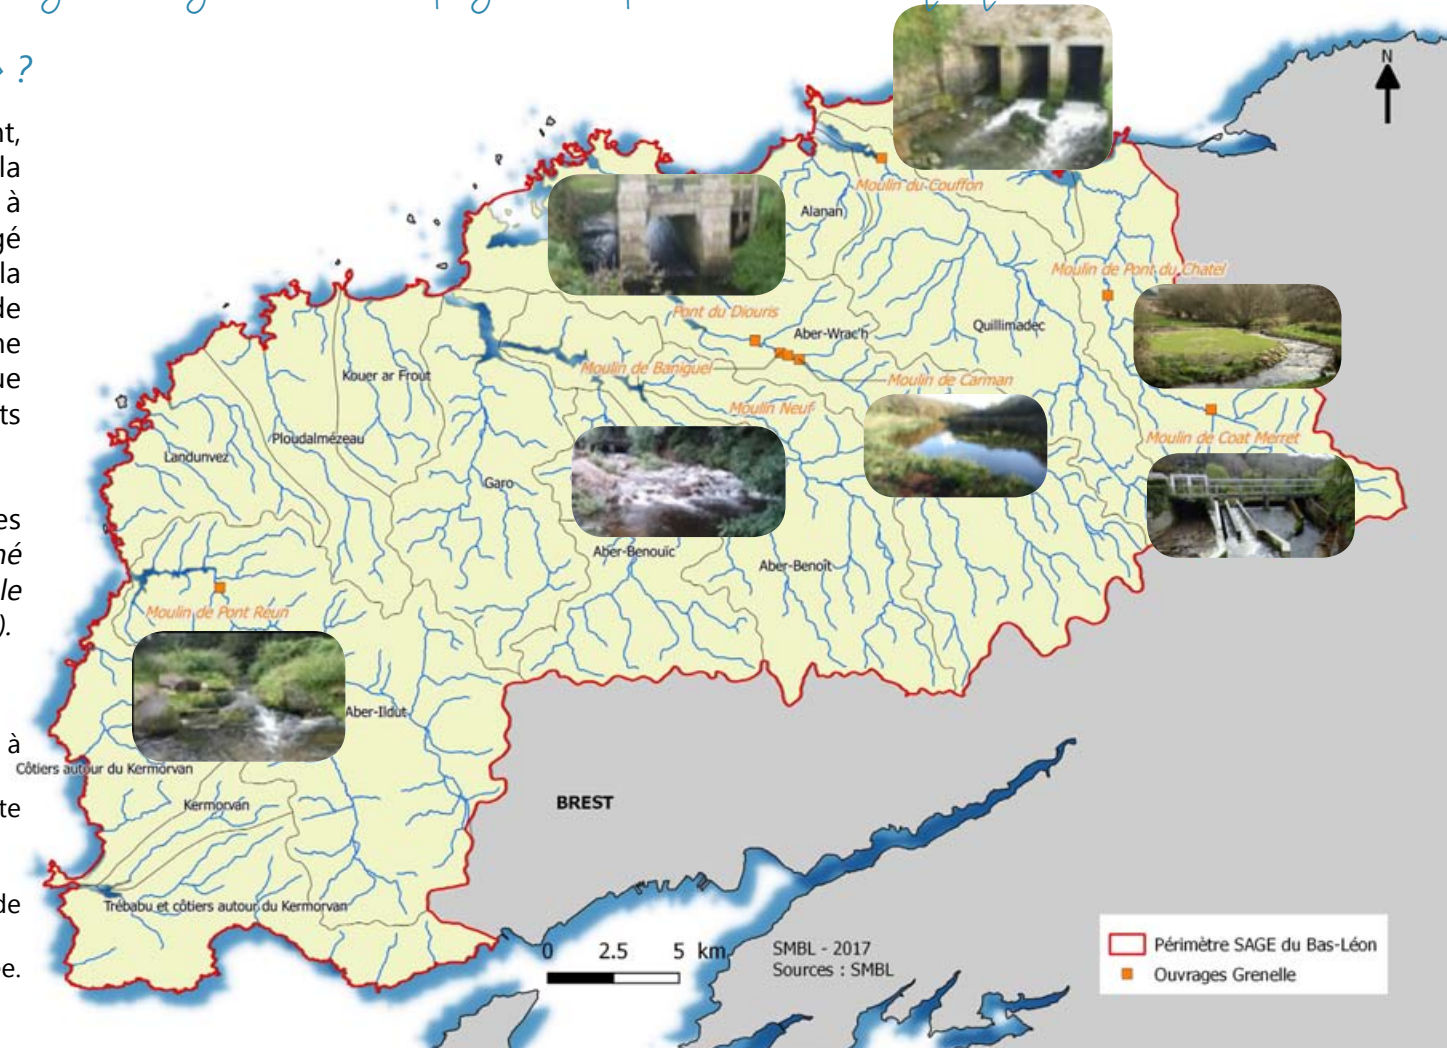 » ?
nt,
la
à
gé
la
de
ne
ue
ts
es
né
le
).
à
te
de
e.
N
Moulin du Couffon
Alanan
Moulin de Pont du Chatel
Pont du Diouris
Aber-Wrac'h
Quillimadec
Moulin de Baniguel
Kouer ar Frout
Moulin de Carman
Moulin Neuf
Ploudalmézeau
Moulin de Coat Merret
Landunvez
Garo
Aber-Benouïc
Aber-Benoît
Moulin de Pont Reun
Aber-Ildut
Côtiers autour du Kermorvan
Kermorvan
BREST
Trébabu et côtiers autour du Kermorvan
0 2.5 5 km
SMBL - 2017
Sources : SMBL
Périmètre SAGE du Bas-Léon
Ouvrages Grenelle